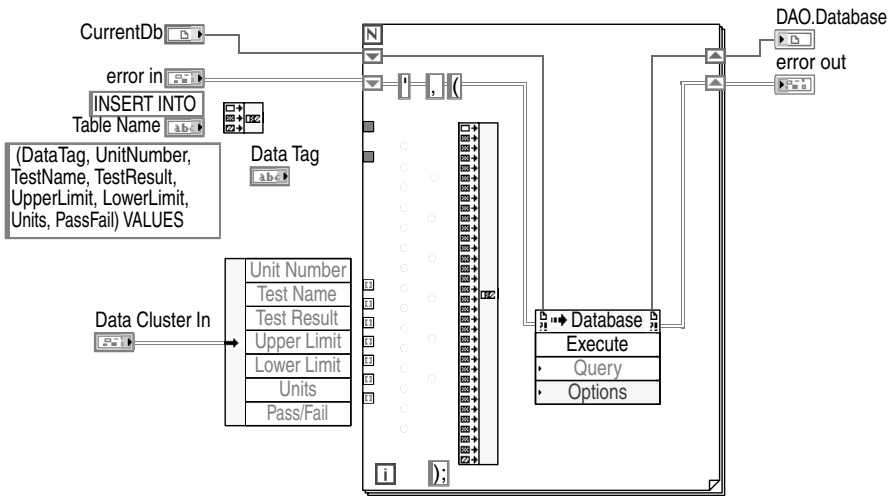 CurrentDb
DAO.Database
N
error in
error out
' , (
INSERT INTO
Table Name
abc
(DataTag, UnitNumber,
TestName, TestResult,
UpperLimit, LowerLimit,
Units, PassFail) VALUES
Data Tag
abc
Unit Number
Test Name
Test Result
Upper Limit
Lower Limit
Units
Pass/Fail
Data Cluster In
Database
Execute
Query
Options
i
);